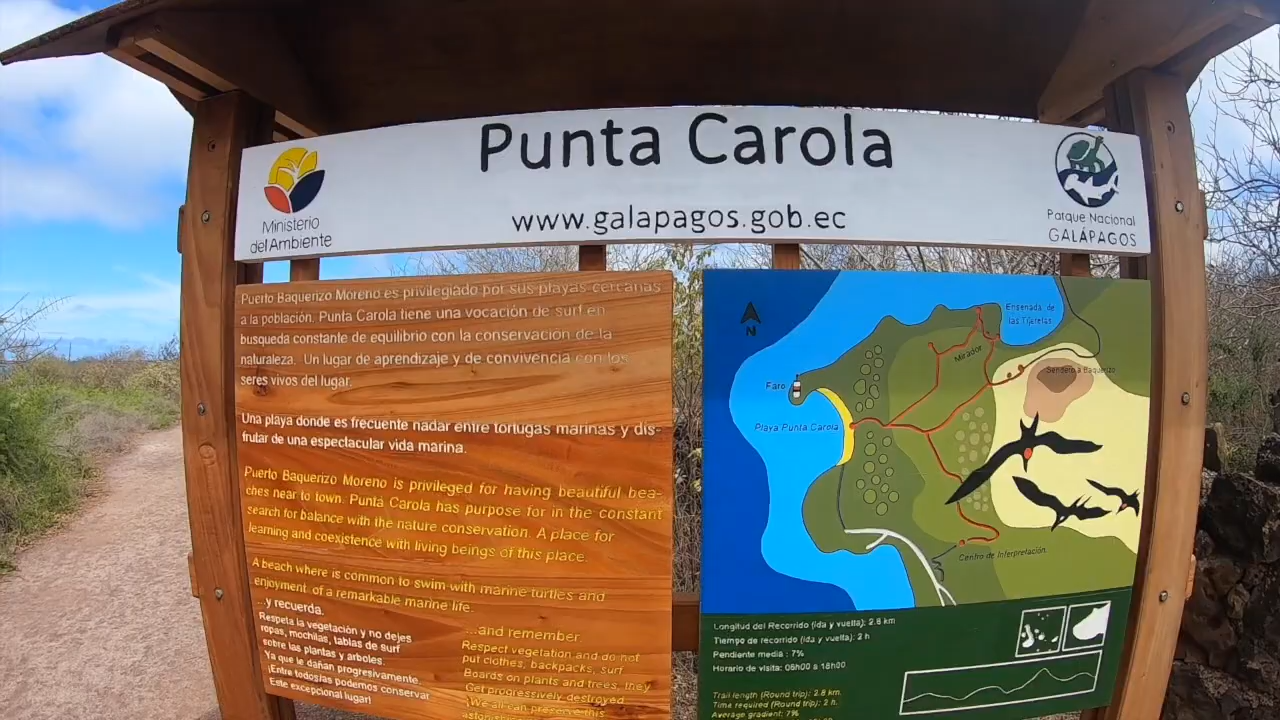 Punta Carola
www.galapagos.gob.ec
Ministerio
del Ambiente
Parque Nacional
GALÁPAGOS
Puerto Baquerizo Moreno es privilegiado por sus playas cercanas
a la población. Punta Carola tiene una vocación de surf en
busqueda constante de equilibrio con la conservación de la
naturaleza. Un lugar de aprendizaje y de convivencia con los
seres vivos del lugar.
Una playa donde es frecuente nadar entre tortugas marinas y dis-
frutar de una espectacular vida marina.
Puerto Baquerizo Moreno is privileged for having beautiful bea-
ches near to town. Punta Carola has purpose for in the constant
search for balance with the nature conservation. A place for
learning and coexistence with living beings of this place.
A beach where is common to swim with marine turtles and
enjoyment of a remarkable marine life.
...y recuerda.
Respeta la vegetación y no dejes
ropas, mochilas, tablas de surf
sobre las plantas y árboles.
Ya que le dañan progresivamente.
¡Entre todos/as podemos conservar
Este excepcional lugar!
...and remember
Respect vegetation and do not
put clothes, backpacks, surf
Boards on plants and trees, they
Get progressively destroyed
¡We all can preserve this
N
Ensenada de
las Tijeretas
Mirador
Sendero a Baquerizo
Faro
Playa Punta Carola
Centro de Interpretación
Longitud del Recorrido (ida y vuelta): 2.8 km
Tiempo de recorrido (ida y vuelta): 2 h
Pendiente media : 7%
Horario de visita: 06h00 a 18h00
Trail length (Round trip): 2.8 km.
Time required (Round trip): 2 h.
Average gradient: 7%